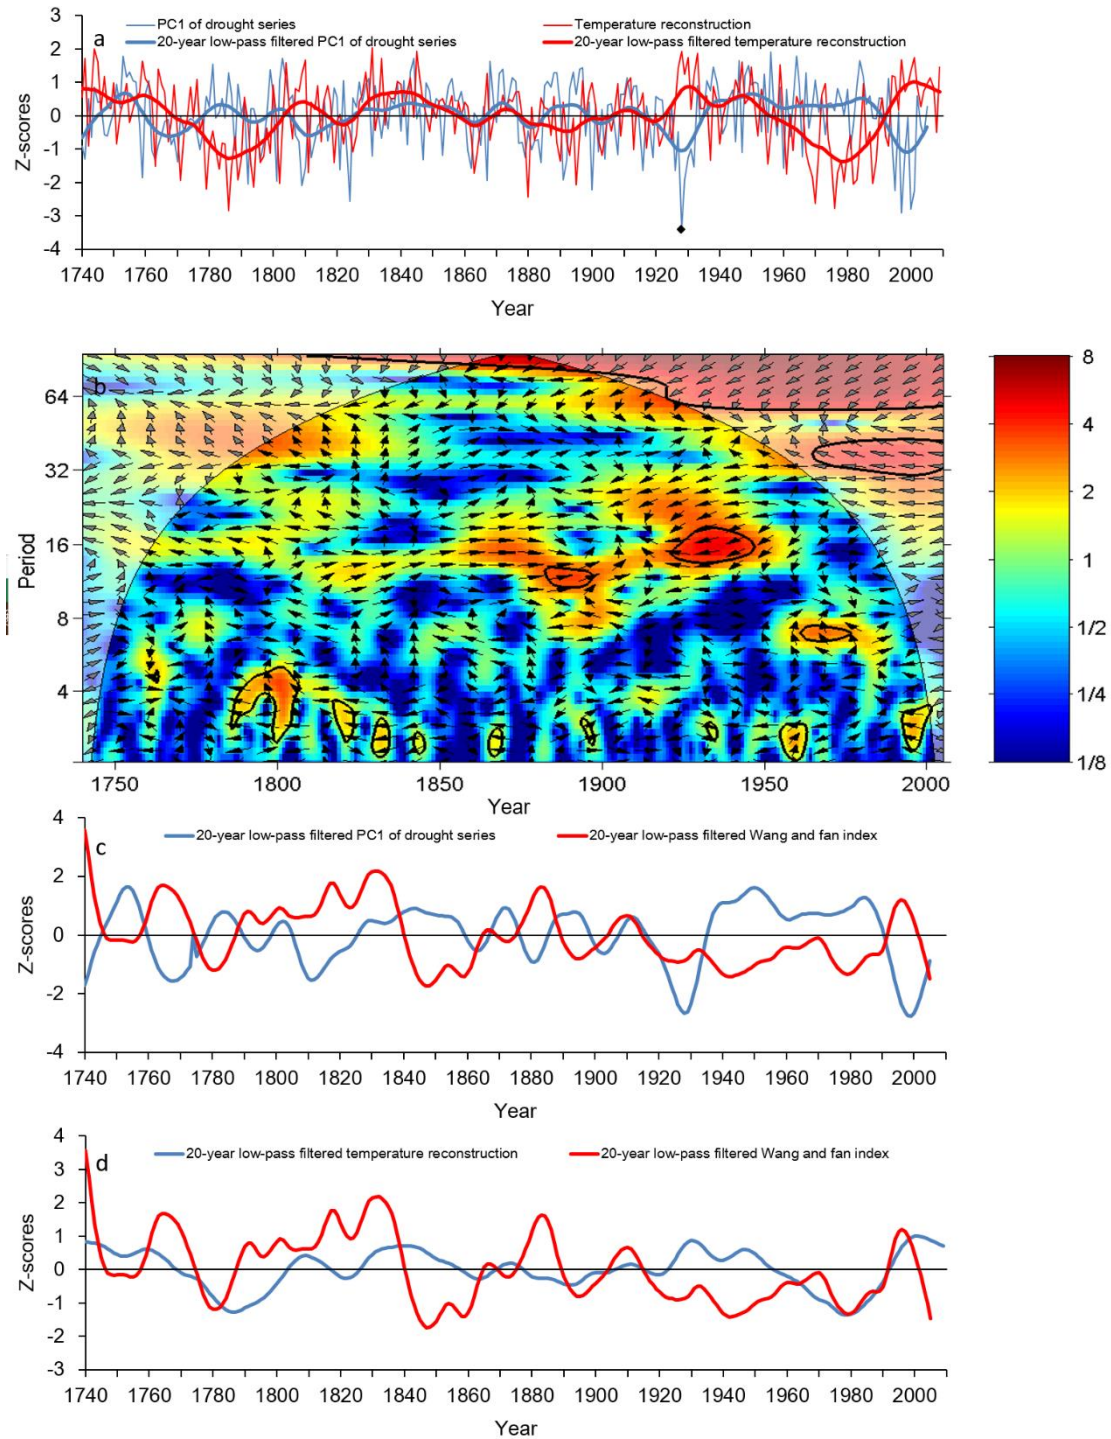 PC1 of drought series Temperature reconstruction
20-year low-pass filtered PC1 of drought series 20-year low-pass filtered temperature reconstruction
a
3
2
1
0
-1
-2
-3
-4
Z-scores
1740 1760 1780 1800 1820 1840 1860 1880 1900 1920 1940 1960 1980 2000
Year
b
64
32
16
8
4
Period
8
4
2
1
1/2
1/4
1/8
1750 1800 1850 1900 1950 2000
Year
20-year low-pass filtered PC1 of drought series 20-year low-pass filtered Wang and fan index
c
4
2
0
-2
-4
Z-scores
1740 1760 1780 1800 1820 1840 1860 1880 1900 1920 1940 1960 1980 2000
Year
20-year low-pass filtered temperature reconstruction 20-year low-pass filtered Wang and fan index
d
4
3
2
1
0
-1
-2
-3
Z-scores
1740 1760 1780 1800 1820 1840 1860 1880 1900 1920 1940 1960 1980 2000
Year